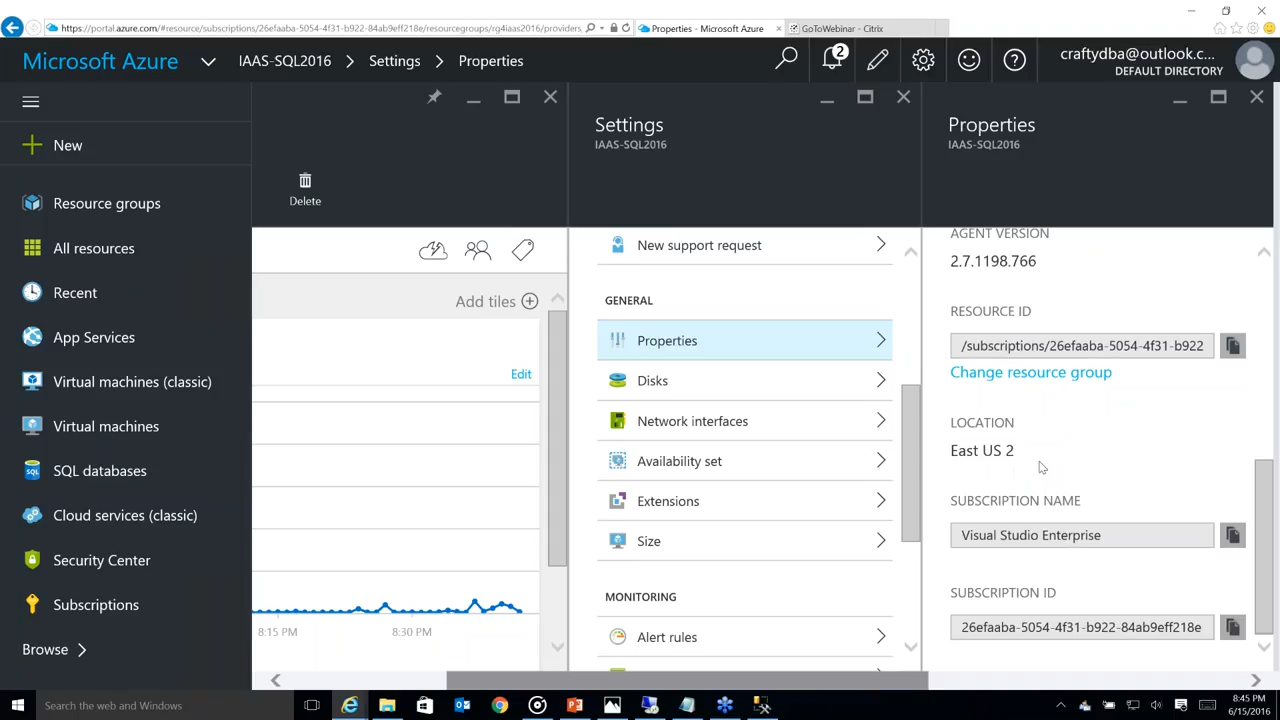 https://portal.azure.com/#resource/subscriptions/26efaaba-5054-4f31-b922-84ab9eff218e/resourcegroups/rg4iaas2016/providers.
Properties - Microsoft Azure
GoToWebinar - Citrix
Microsoft Azure
IAAS-SQL2016 > Settings > Properties
2
craftydba@outlook.c...
DEFAULT DIRECTORY
New
Resource groups
All resources
Recent
App Services
Virtual machines (classic)
Virtual machines
SQL databases
Cloud services (classic)
Security Center
Subscriptions
Browse >
Delete
Add tiles
Edit
8:15 PM
8:30 PM
Settings
IAAS-SQL2016
New support request
GENERAL
Properties
Disks
Network interfaces
Availability set
Extensions
Size
MONITORING
Alert rules
Properties
IAAS-SQL2016
AGENT VERSION
2.7.1198.766
RESOURCE ID
/subscriptions/26efaaba-5054-4f31-b922
Change resource group
LOCATION
East US 2
SUBSCRIPTION NAME
Visual Studio Enterprise
SUBSCRIPTION ID
26efaaba-5054-4f31-b922-84ab9eff218e
Search the web and Windows
8:45 PM
6/15/2016